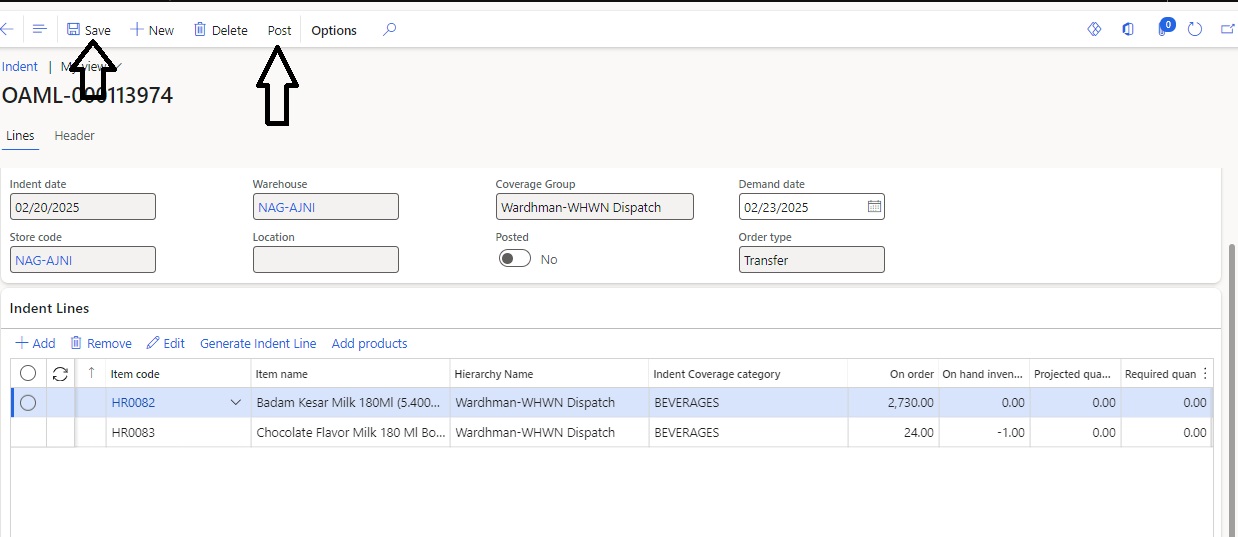 Save New Delete Post Options 0
Indent | My view
OAML-000113974
Lines Header
Indent date Warehouse Coverage Group Demand date
02/20/2025 NAG-AJNI Wardhman-WHWN Dispatch 02/23/2025
Store code Location Posted Order type
NAG-AJNI No Transfer
Indent Lines
Add Remove Edit Generate Indent Line Add products
Item code Item name Hierarchy Name Indent Coverage category On order On hand inven... Projected qua... Required quan
HR0082 Badam Kesar Milk 180Ml (5.400... Wardhman-WHWN Dispatch BEVERAGES 2,730.00 0.00 0.00 0.00
HR0083 Chocolate Flavor Milk 180 Ml Bo... Wardhman-WHWN Dispatch BEVERAGES 24.00 -1.00 0.00 0.00